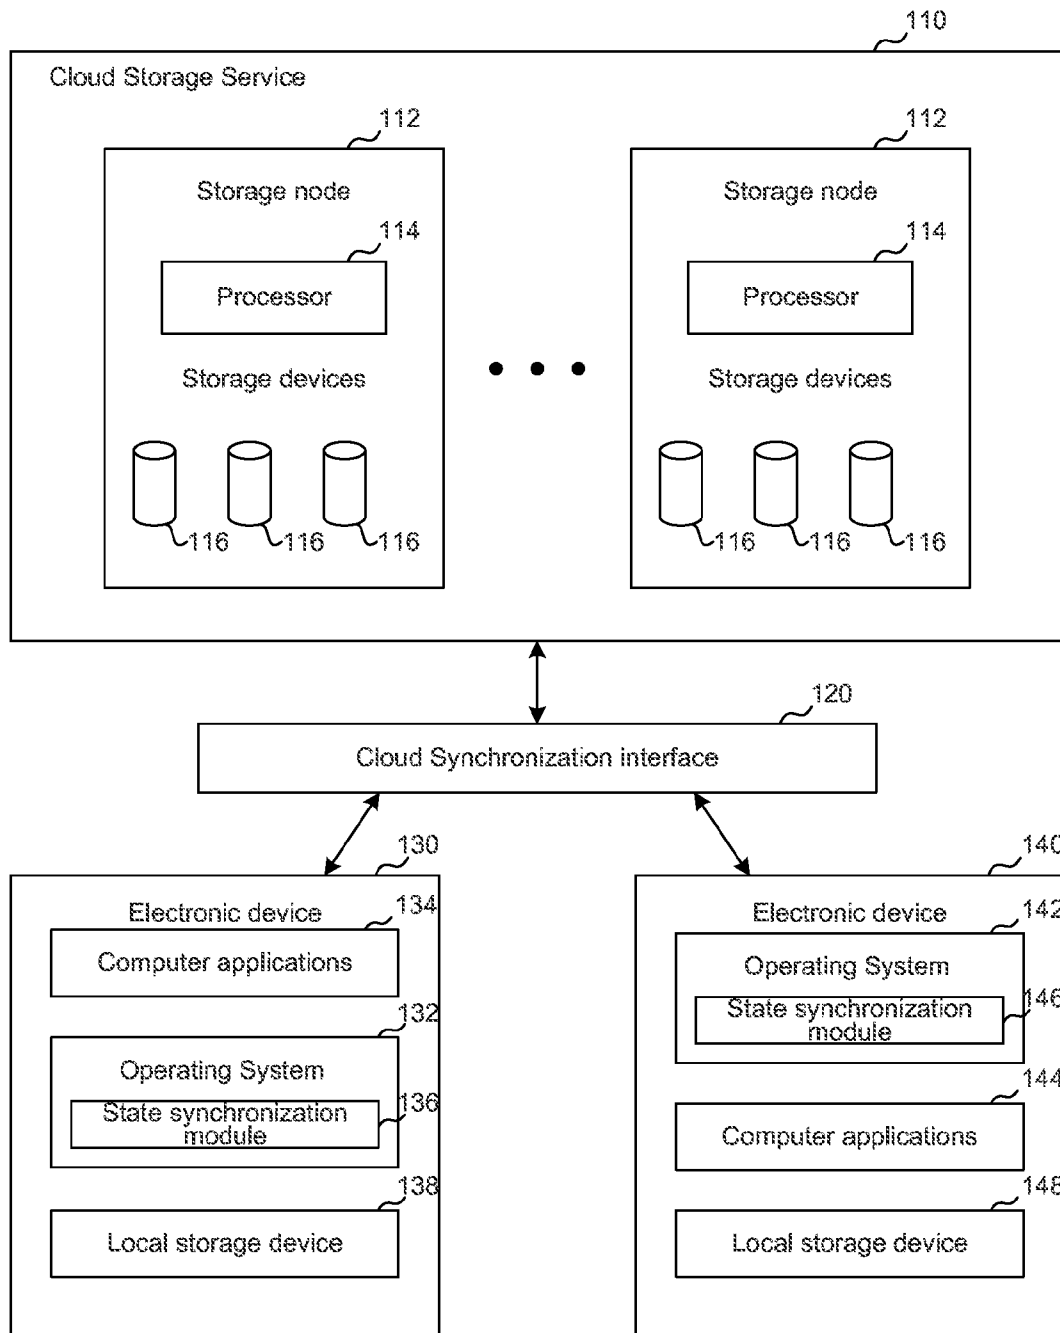 110
Cloud Storage Service
112
112
Storage node
Storage node
114
114
Processor
Processor
Storage devices
Storage devices
116
116
116
116
116
116
120
Cloud Synchronization interface
130
140
Electronic device
134
Computer applications
132
Operating System
State synchronization
module
136
138
Local storage device
Electronic device
142
Operating System
State synchronization
module
146
144
Computer applications
148
Local storage device